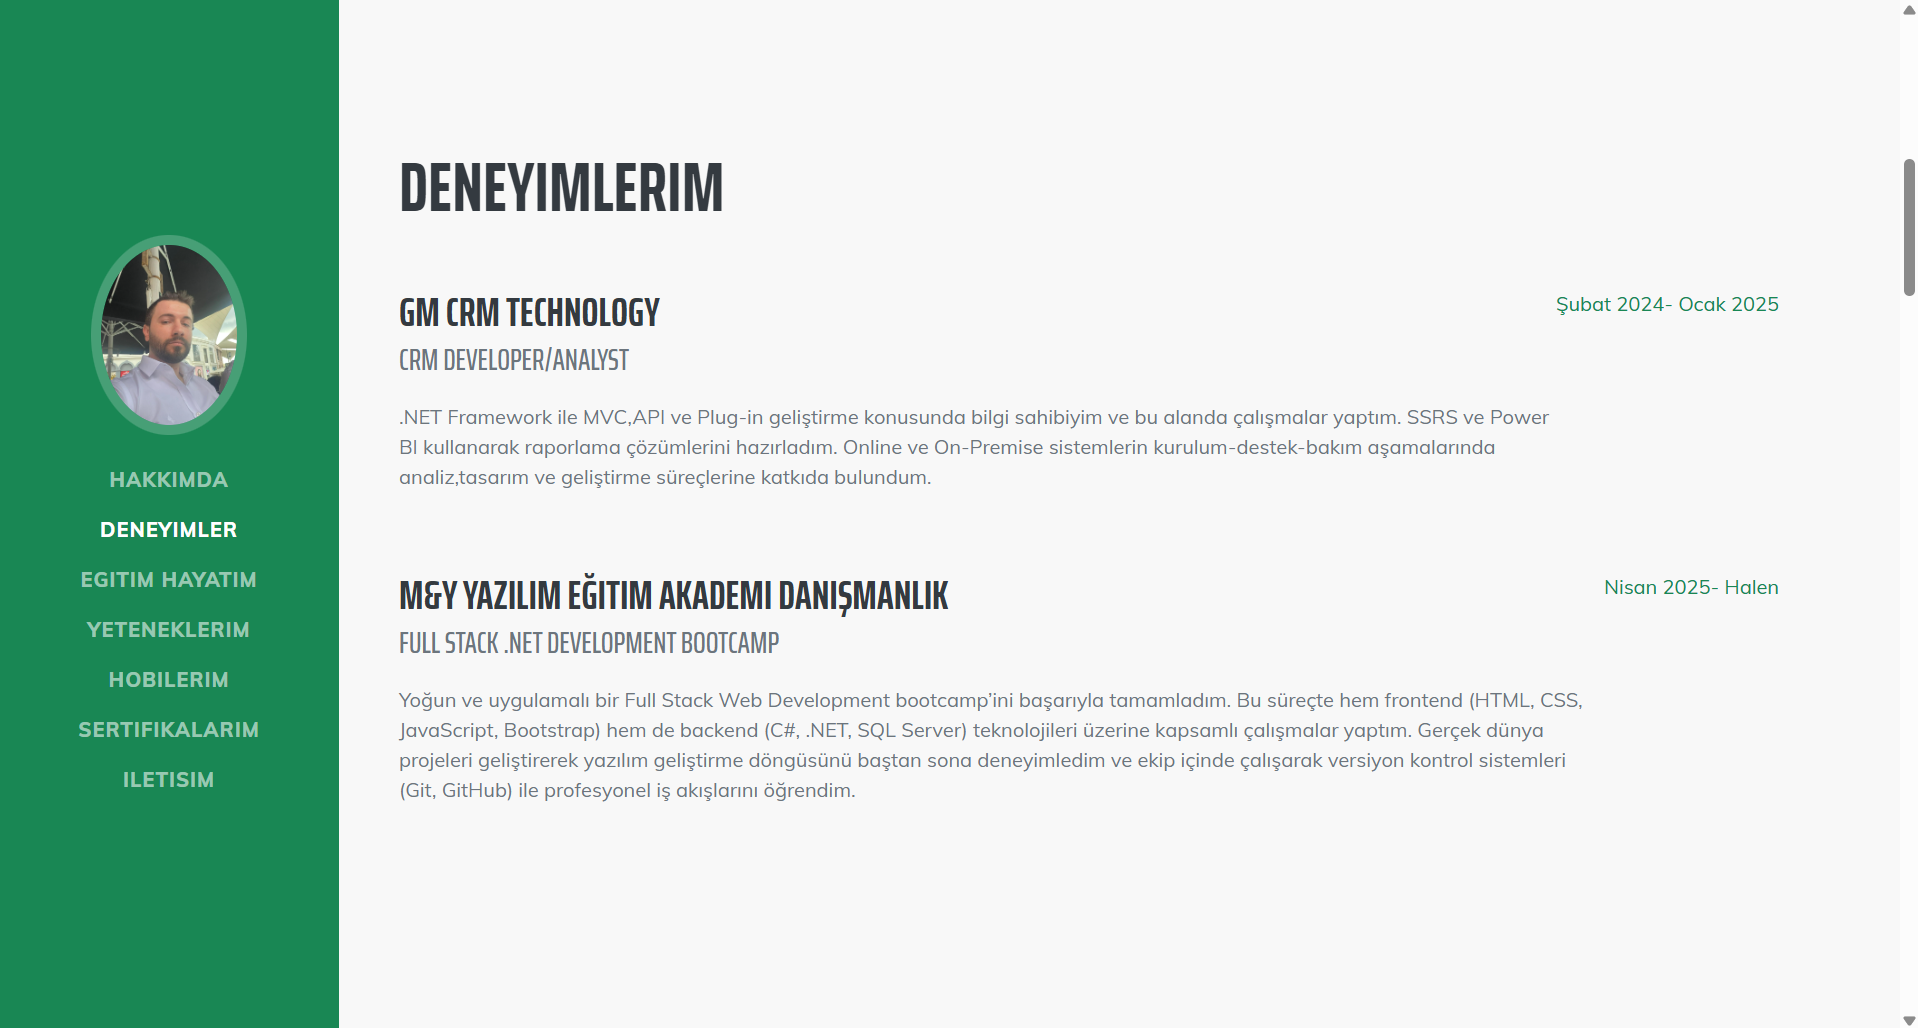 HAKKIMDA
DENEYIMLER
EGITIM HAYATIM
YETENEKLERIM
HOBILERIM
SERTIFIKALARIM
ILETISIM
DENEYIMLERIM
GM CRM TECHNOLOGY
Şubat 2024- Ocak 2025
CRM DEVELOPER/ANALYST
.NET Framework ile MVC,API ve Plug-in geliştirme konusunda bilgi sahibiyim ve bu alanda çalışmalar yaptım. SSRS ve Power
BI kullanarak raporlama çözümlerini hazırladım. Online ve On-Premise sistemlerin kurulum-destek-bakım aşamalarında
analiz,tasarım ve geliştirme süreçlerine katkıda bulundum.
M&Y YAZILIM EĞITIM AKADEMI DANIŞMANLIK
Nisan 2025- Halen
FULL STACK .NET DEVELOPMENT BOOTCAMP
Yoğun ve uygulamalı bir Full Stack Web Development bootcamp’ini başarıyla tamamladım. Bu süreçte hem frontend (HTML, CSS,
JavaScript, Bootstrap) hem de backend (C#, .NET, SQL Server) teknolojileri üzerine kapsamlı çalışmalar yaptım. Gerçek dünya
projeleri geliştirerek yazılım geliştirme döngüsünü baştan sona deneyimledim ve ekip içinde çalışarak versiyon kontrol sistemleri
(Git, GitHub) ile profesyonel iş akışlarını öğrendim.